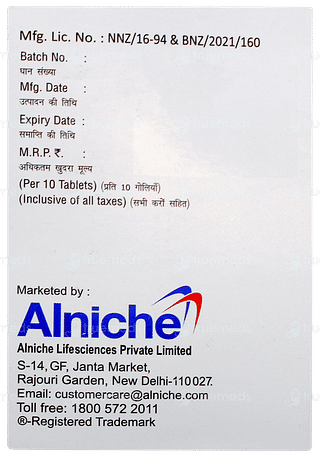 Mfg. Lic. No. : NNZ/16-94 & BNZ/2021/160
Batch No. :
घान संख्या
Mfg. Date :
उत्पादन की तिथि
Expiry Date :
समाप्ति की तिथि
M.R.P. ₹. :
अधिकतम खुदरा मूल्य
(Per 10 Tablets) (प्रति 10 गोलियाँ)
(Inclusive of all taxes) (सभी करों सहित)
Marketed by :
Alniche
Alniche Lifesciences Private Limited
S-14, GF, Janta Market,
Rajouri Garden, New Delhi-110027.
Email: customercare@alniche.com
Toll free: 1800 572 2011
®-Registered Trademark